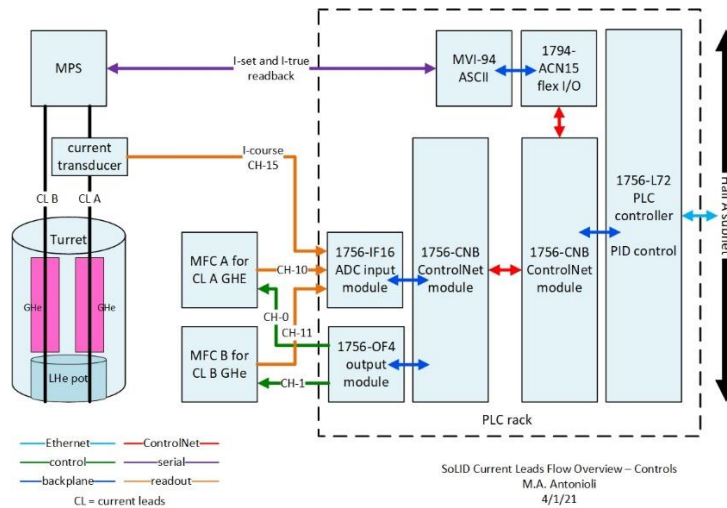 MPS
I-set and I-true
readback
MVI-94
ASCII
1794-
ACN15
flex I/O
1756-L72
PLC
controller
PID control
Hall A subnet
current
transducer
I-course
CH-15
CL B
CL A
Turret
GHe
GHe
LHe pot
MFC A for
CL A GHE
CH-10
CH-0
CH-11
MFC B for
CL B GHe
CH-1
1756-IF16
ADC input
module
1756-OF4
output
module
1756-CNB
ControlNet
module
1756-CNB
ControlNet
module
PLC rack
Ethernet
ControlNet
control
serial
backplane
readout
CL = current leads
SoLID Current Leads Flow Overview – Controls
M.A. Antonioli
4/1/21